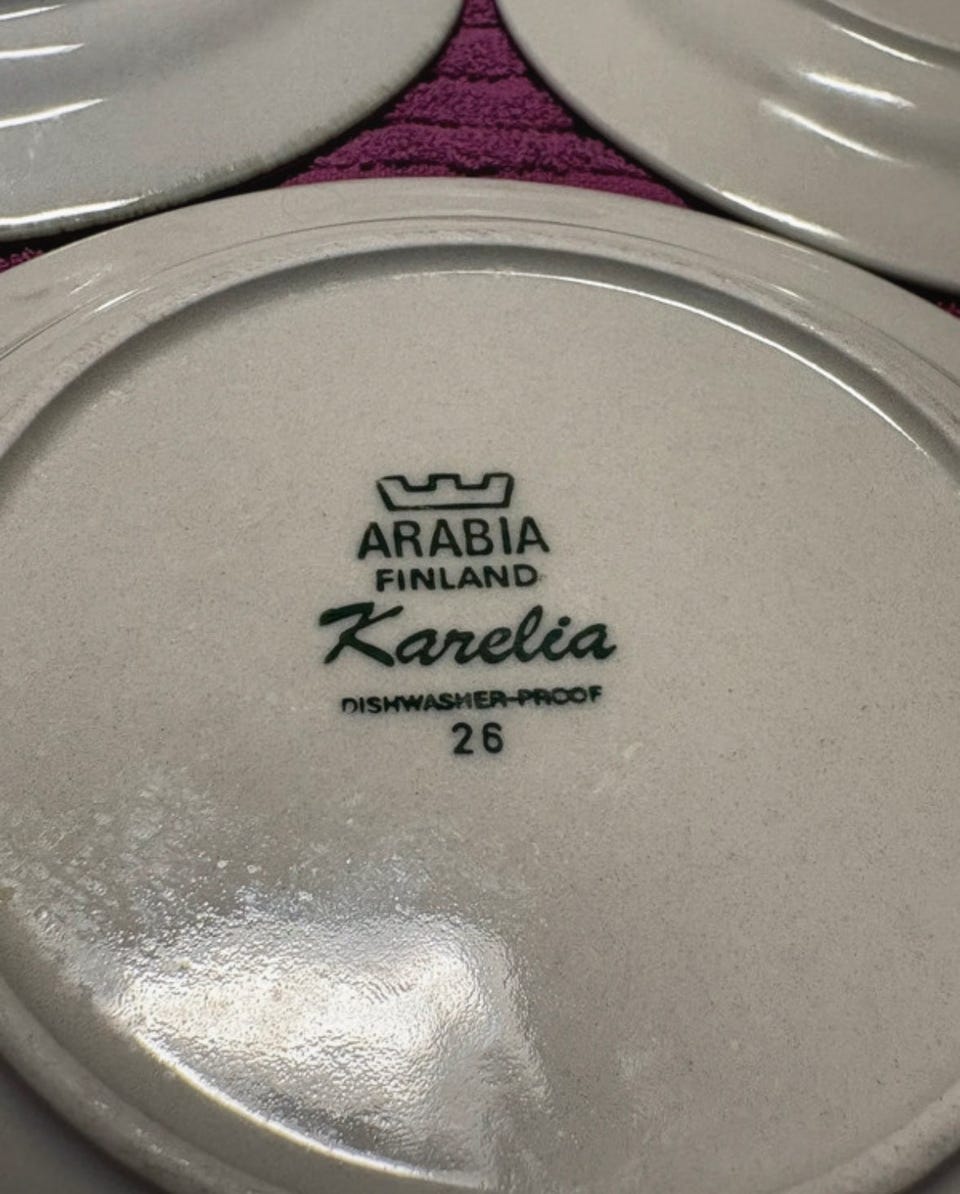 ARABIA
FINLAND
Karelia
DISHWASHER-PROOF
26